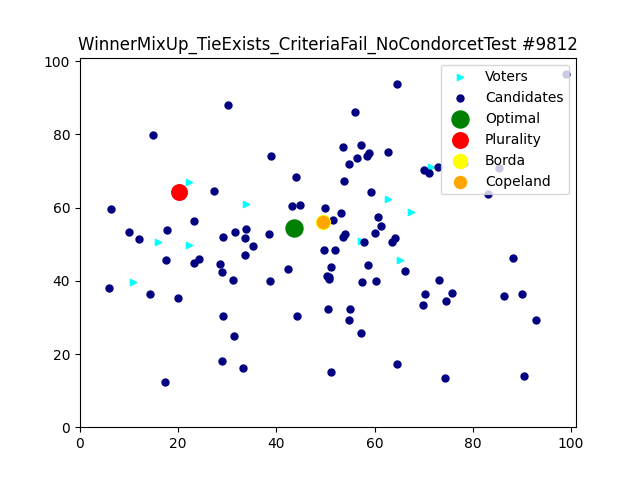 WinnerMixUp_TieExists_CriteriaFail_NoCondorcetTest #9812
100
80
60
40
20
0
0 20 40 60 80 100
Voters
Candidates
Optimal
Plurality
Borda
Copeland